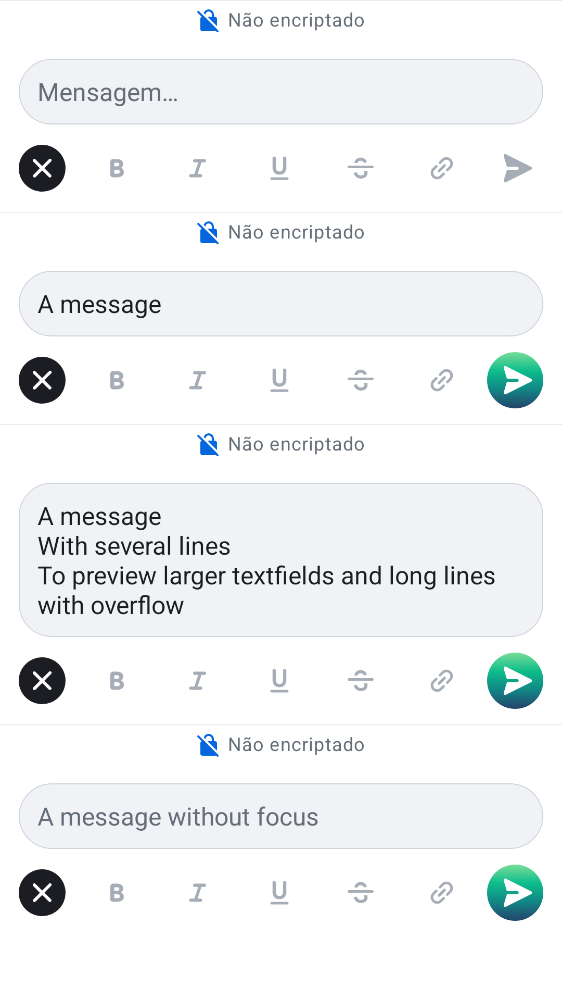 Não encriptado
Mensagem…
B I U S
Não encriptado
A message
B I U S
Não encriptado
A message
With several lines
To preview larger textfields and long lines
with overflow
B I U S
Não encriptado
A message without focus
B I U S